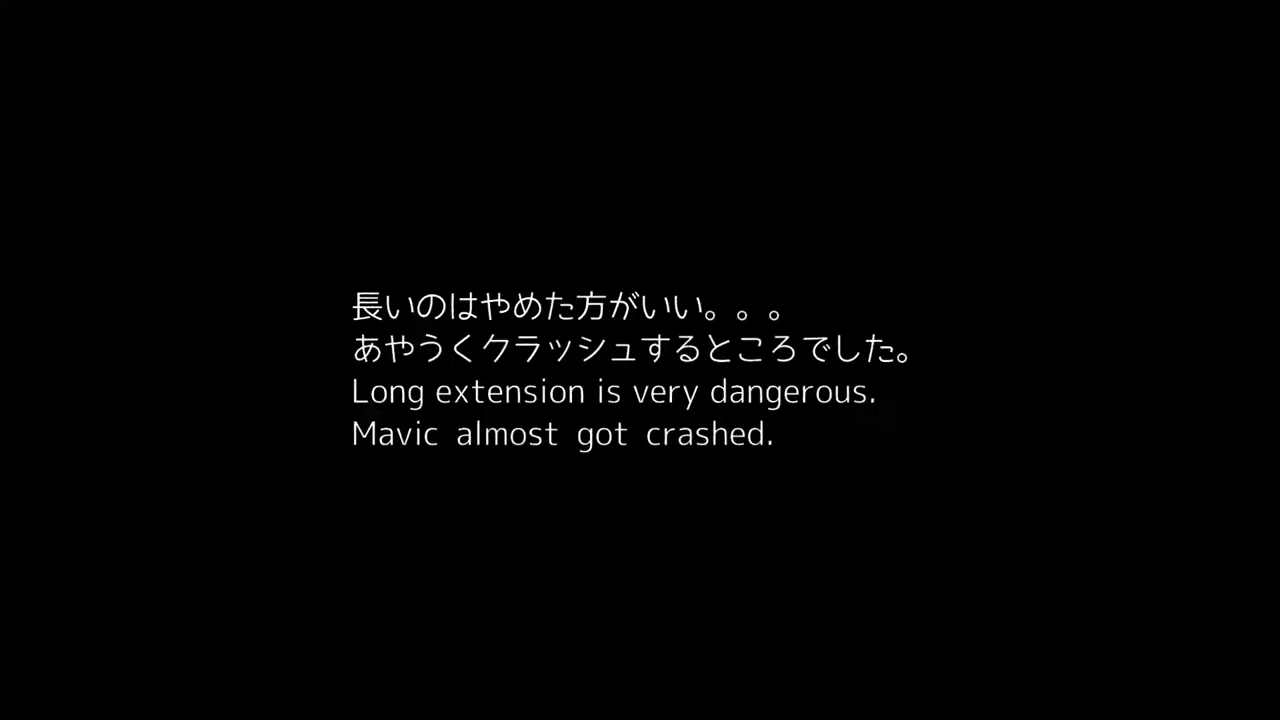 長いのはやめた方がいい。。。
あやうくクラッシュするところでした。
Long extension is very dangerous.
Mavic almost got crashed.